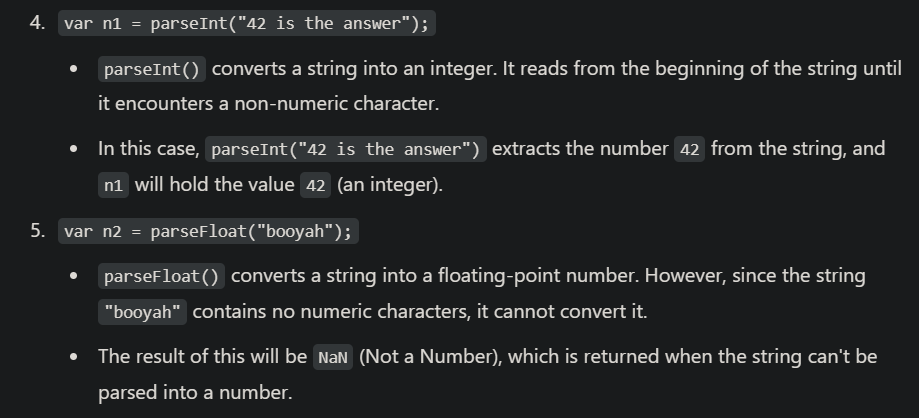 4. var n1 = parseInt("42 is the answer");
• parseInt() converts a string into an integer. It reads from the beginning of the string until
it encounters a non-numeric character.
• In this case, parseInt("42 is the answer") extracts the number 42 from the string, and
n1 will hold the value 42 (an integer).
5. var n2 = parseFloat("booyah");
• parseFloat() converts a string into a floating-point number. However, since the string
"booyah" contains no numeric characters, it cannot convert it.
• The result of this will be NaN (Not a Number), which is returned when the string can't be
parsed into a number.